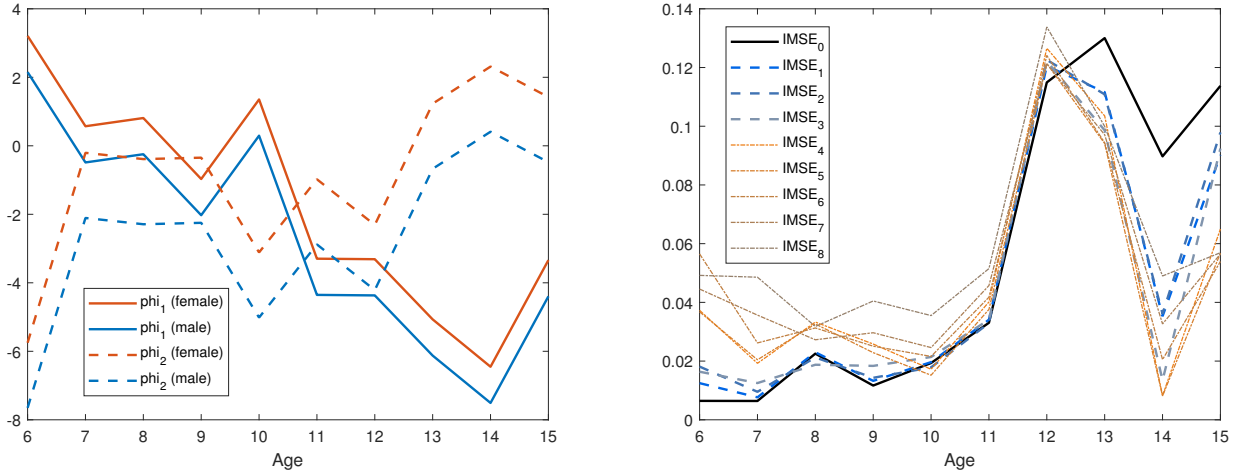 4
2
0
-2
-4
-6
-8
phi1 (female)
phi1 (male)
phi2 (female)
phi2 (male)
6 7 8 9 10 11 12 13 14 15
Age
0.14
0.12
0.1
0.08
0.06
0.04
0.02
0
IMSE0
IMSE1
IMSE2
IMSE3
IMSE4
IMSE5
IMSE6
IMSE7
IMSE8
6 7 8 9 10 11 12 13 14 15
Age